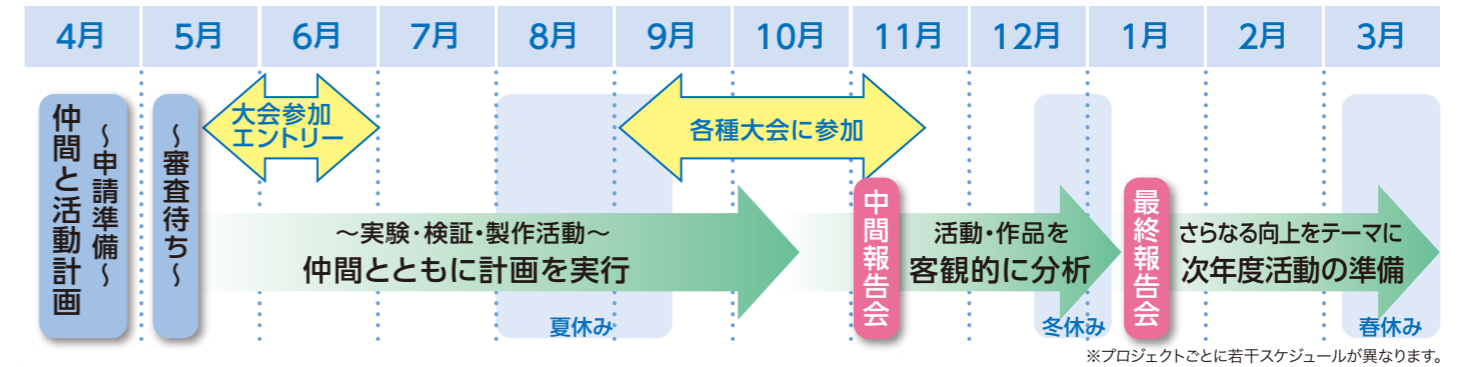 4月
5月
6月
7月
8月
9月
10月
11月
12月
1月
2月
3月
仲間と活動計画
～申請準備～
～審査待ち～
大会参加
エントリー
各種大会に参加
～実験・検証・製作活動～
仲間とともに計画を実行
夏休み
中間報告会
活動・作品を
客観的に分析
冬休み
最終報告会
さらなる向上をテーマに
次年度活動の準備
春休み
※プロジェクトごとに若干スケジュールが異なります。